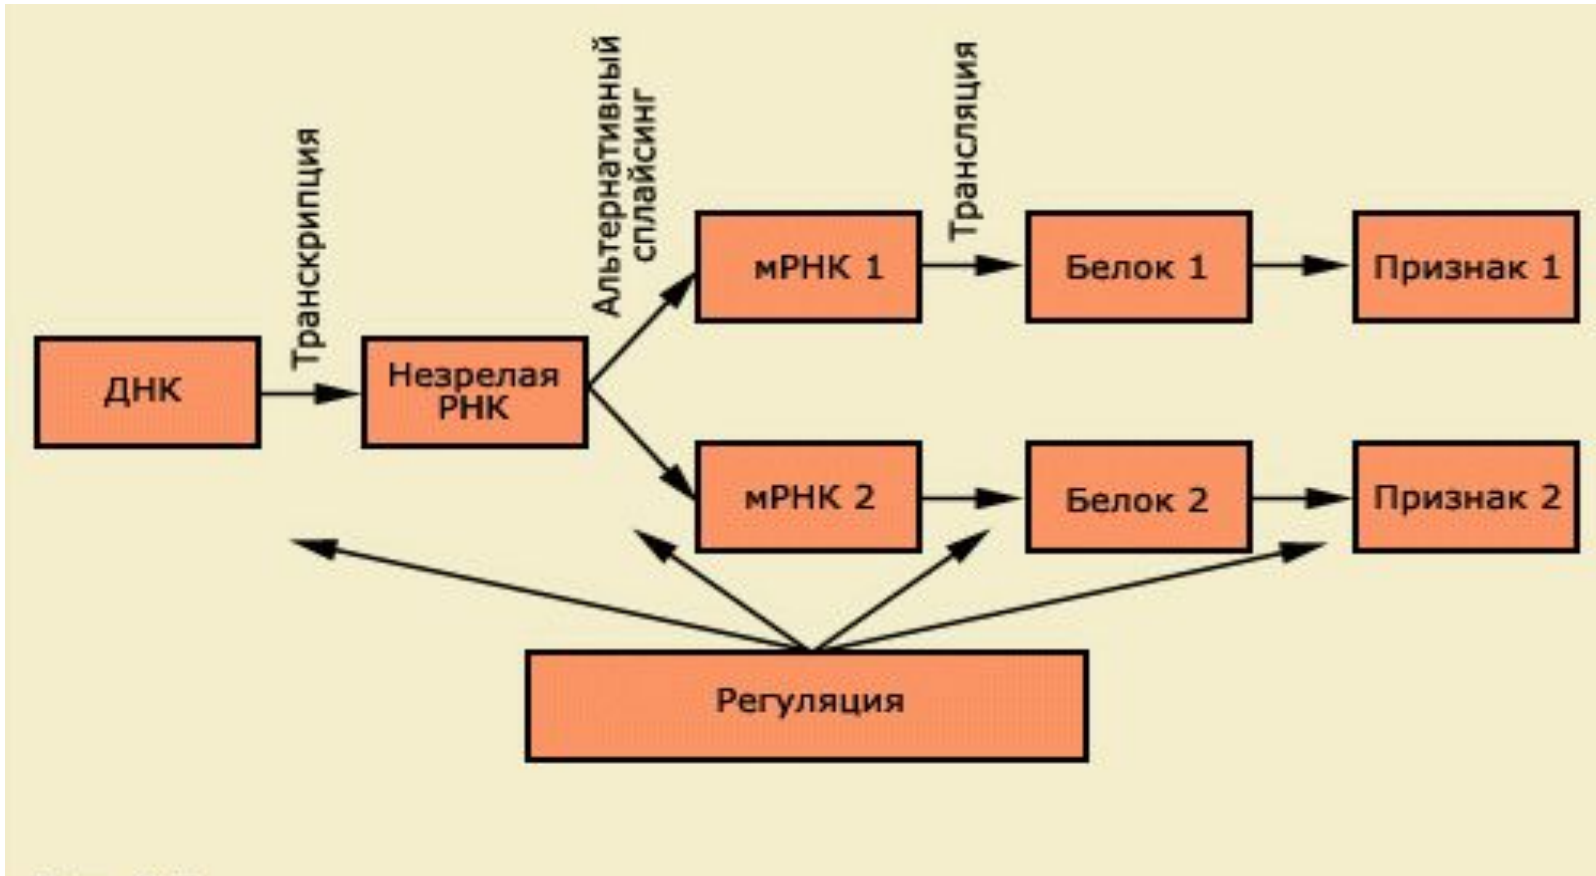 Транскрипция
Альтернативный
сплайсинг
Трансляция
ДНК
Незрелая
РНК
мРНК 1
Белок 1
Признак 1
мРНК 2
Белок 2
Признак 2
Регуляция